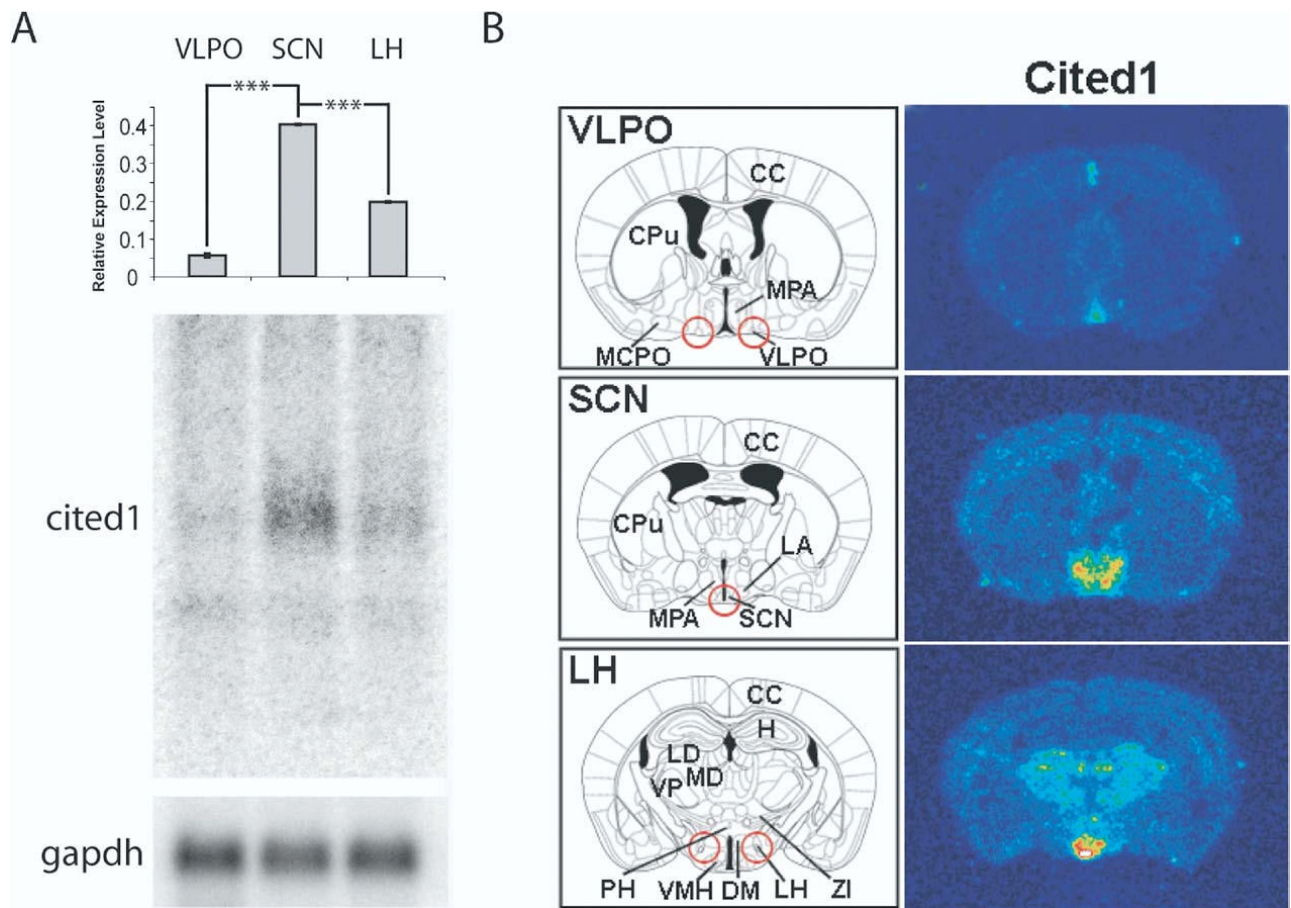 A
VLPO SCN LH
***
***
Relative Expression Level
0.4
0.3
0.2
0.1
0
cited1
gapdh
B
Cited1
VLPO
CC
CPu
MPA
MCPO
VLPO
SCN
CC
CPu
LA
MPA
SCN
LH
CC
H
LD
MD
VP
PH VMH DM LH ZI